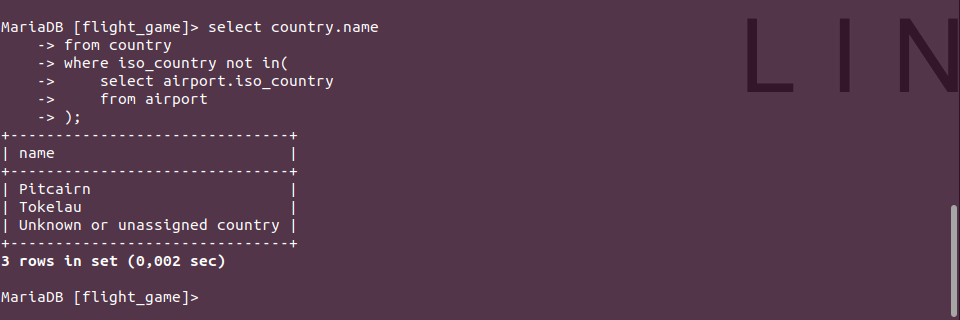 MariaDB [flight_game]> select country.name
    -> from country
    -> where iso_country not in(
    ->     select airport.iso_country
    ->     from airport
    -> );
+-------------------------------+
| name                          |
+-------------------------------+
| Pitcairn                      |
| Tokelau                       |
| Unknown or unassigned country |
+-------------------------------+
3 rows in set (0,002 sec)

MariaDB [flight_game]>
LIN